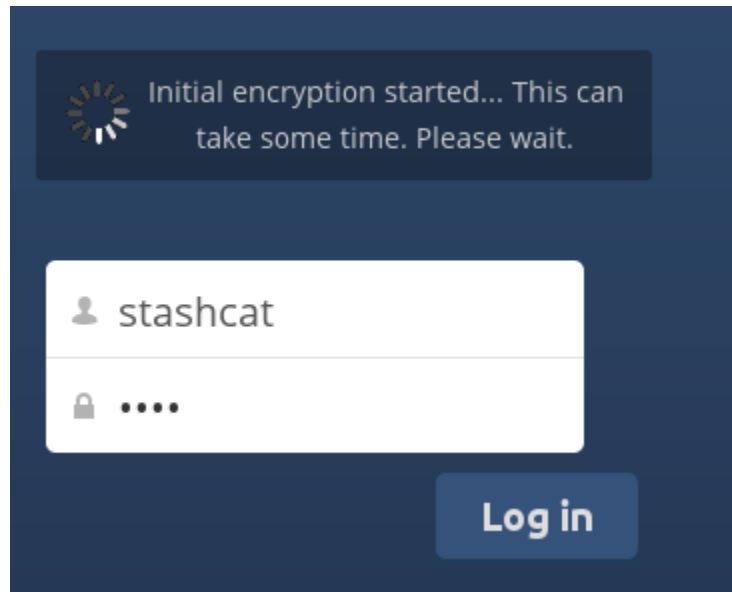 Initial encryption started... This can
take some time. Please wait.
stashcat
••••
Log in